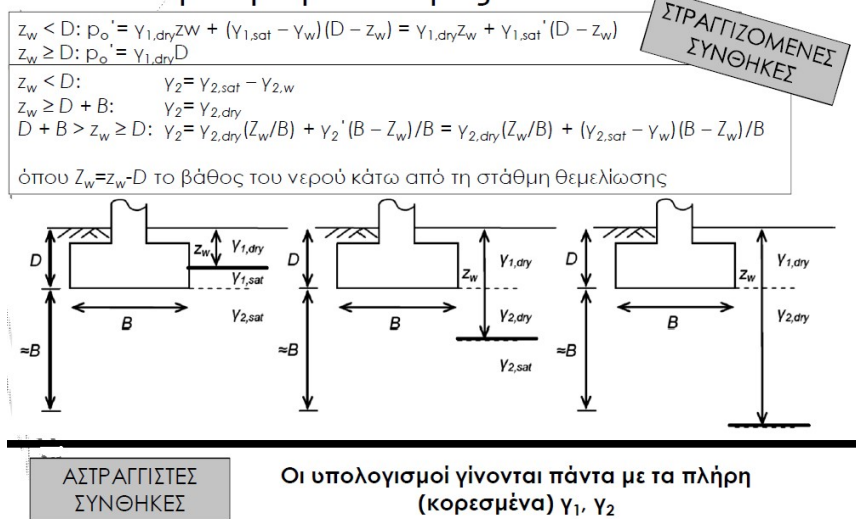 ΣΤΡΑΓΓΙΖΟΜΕΝΕΣ
ΣΥΝΘΗΚΕΣ
z_w < D: p_o'= γ_1,dry zw + (γ_1,sat – γ_w)(D – z_w) = γ_1,dry z_w + γ_1,sat'(D – z_w)
z_w ≥ D: p_o'= γ_1,dry D
z_w < D: γ_2= γ_2,sat – γ_2,w
z_w ≥ D + B: γ_2= γ_2,dry
D + B > z_w ≥ D: γ_2= γ_2,dry(Z_w/B) + γ_2'(B – Z_w)/B = γ_2,dry(Z_w/B) + (γ_2,sat – γ_w)(B – Z_w)/B
όπου Z_w=z_w-D το βάθος του νερού κάτω από τη στάθμη θεμελίωσης
D
z_w
γ_1,dry
γ_1,sat
γ_2,sat
B
≈B
D
z_w
γ_1,dry
γ_2,dry
γ_2,sat
B
≈B
D
z_w
γ_1,dry
γ_2,dry
B
≈B
ΑΣΤΡΑΓΓΙΣΤΕΣ
ΣΥΝΘΗΚΕΣ
Οι υπολογισμοί γίνονται πάντα με τα πλήρη
(κορεσμένα) γ_1, γ_2